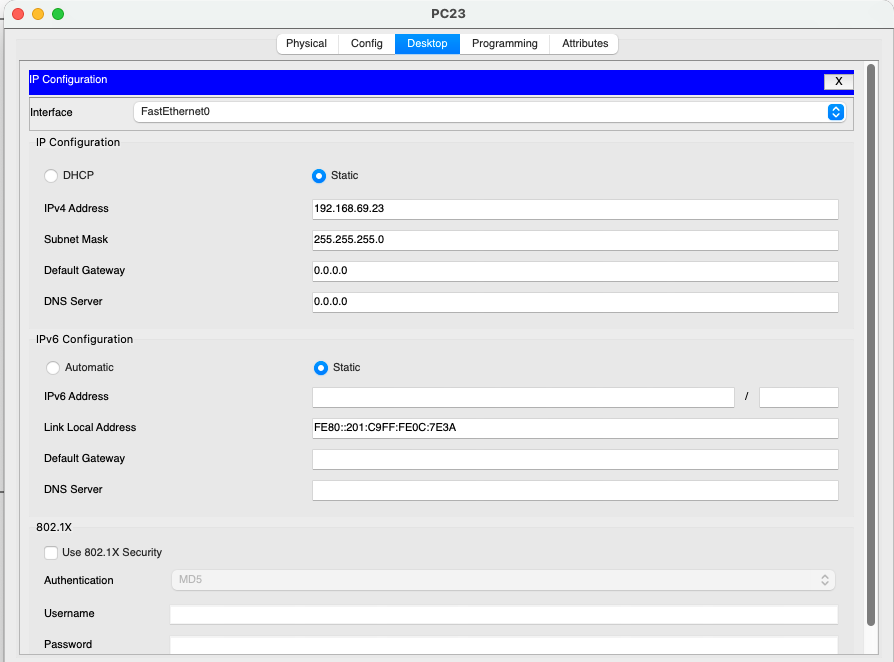 PC23
Physical Config Desktop Programming Attributes
IP Configuration X
Interface FastEthernet0
IP Configuration
DHCP Static
IPv4 Address 192.168.69.23
Subnet Mask 255.255.255.0
Default Gateway 0.0.0.0
DNS Server 0.0.0.0
IPv6 Configuration
Automatic Static
IPv6 Address /
Link Local Address FE80::201:C9FF:FE0C:7E3A
Default Gateway
DNS Server
802.1X
Use 802.1X Security
Authentication MD5
Username
Password